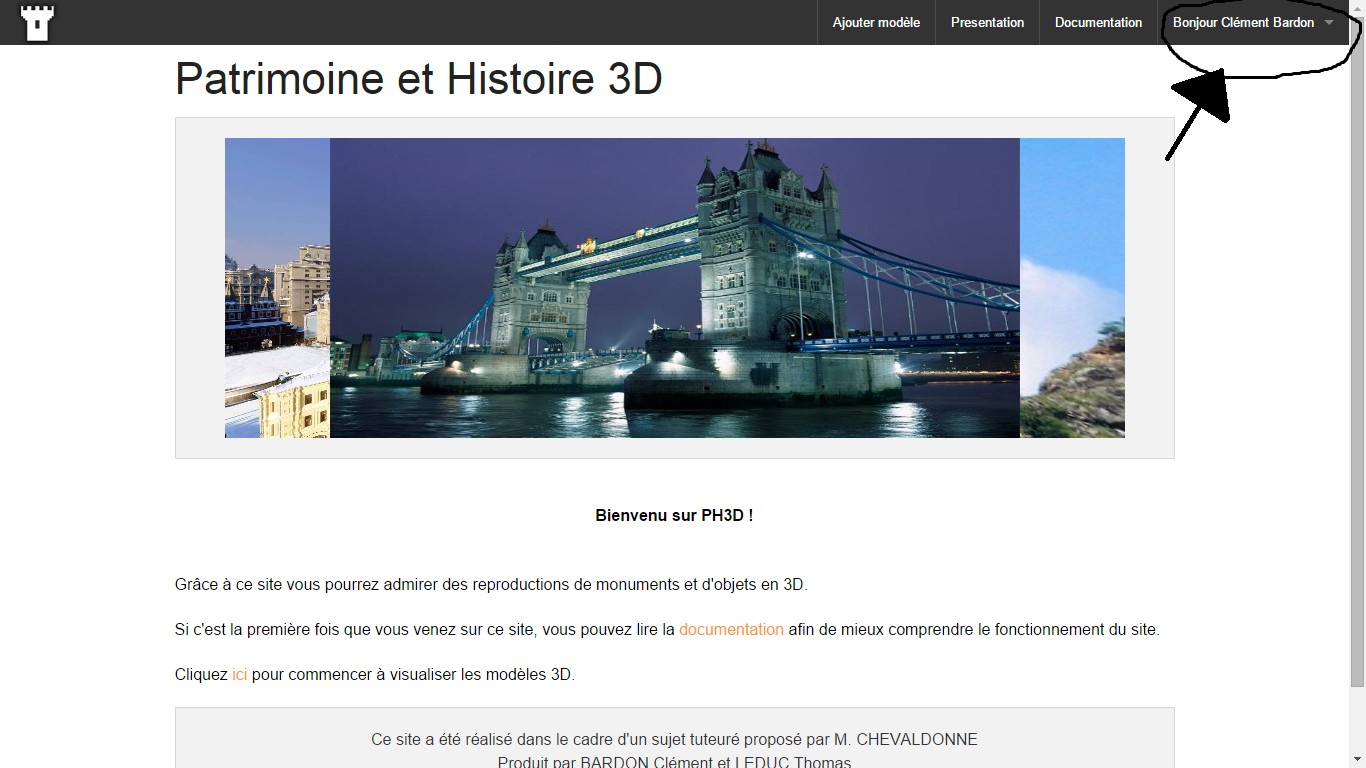 Ajouter modèle
Presentation
Documentation
Bonjour Clément Bardon
Patrimoine et Histoire 3D
Bienvenu sur PH3D !
Grâce à ce site vous pourrez admirer des reproductions de monuments et d'objets en 3D.
Si c'est la première fois que vous venez sur ce site, vous pouvez lire la documentation afin de mieux comprendre le fonctionnement du site.
Cliquez ici pour commencer à visualiser les modèles 3D.
Ce site a été réalisé dans le cadre d'un sujet tuteuré proposé par M. CHEVALDONNE
Produit par BARDON Clément et LEDUC Thomas